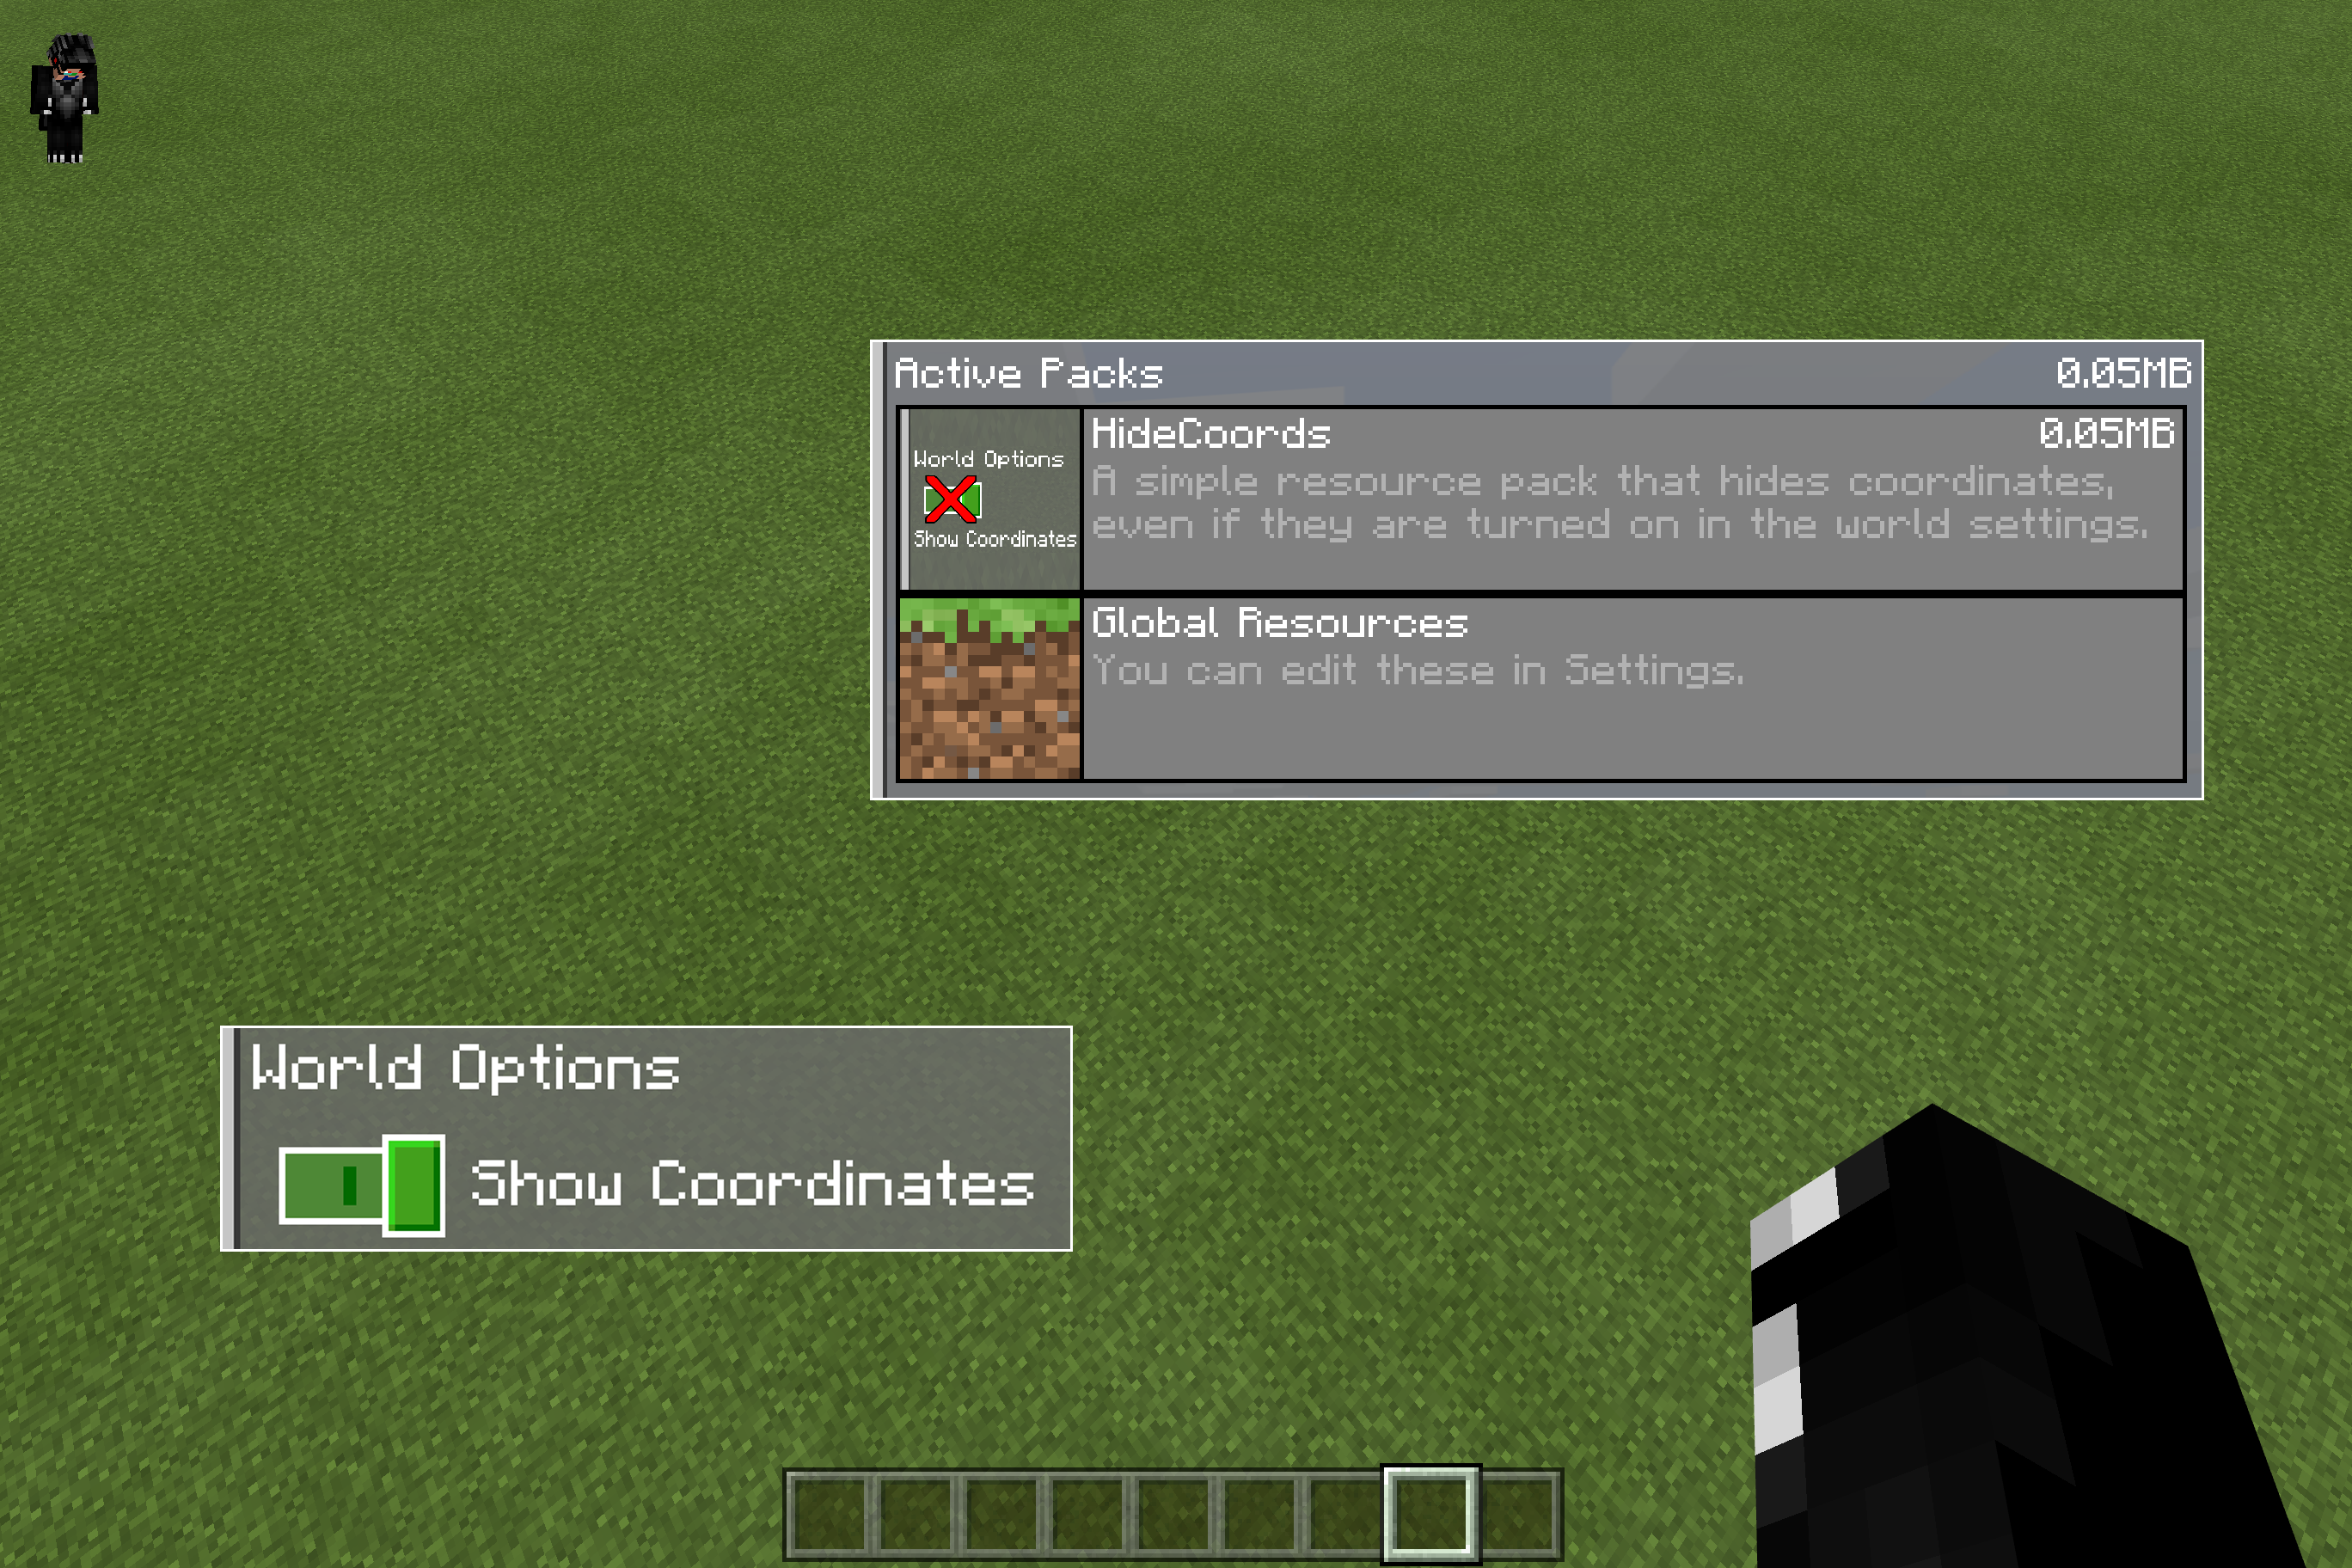 Active Packs 0.05MB
HideCoords 0.05MB
A simple resource pack that hides coordinates,
even if they are turned on in the world settings.
World Options
Show Coordinates
Global Resources
You can edit these in Settings.
World Options
Show Coordinates